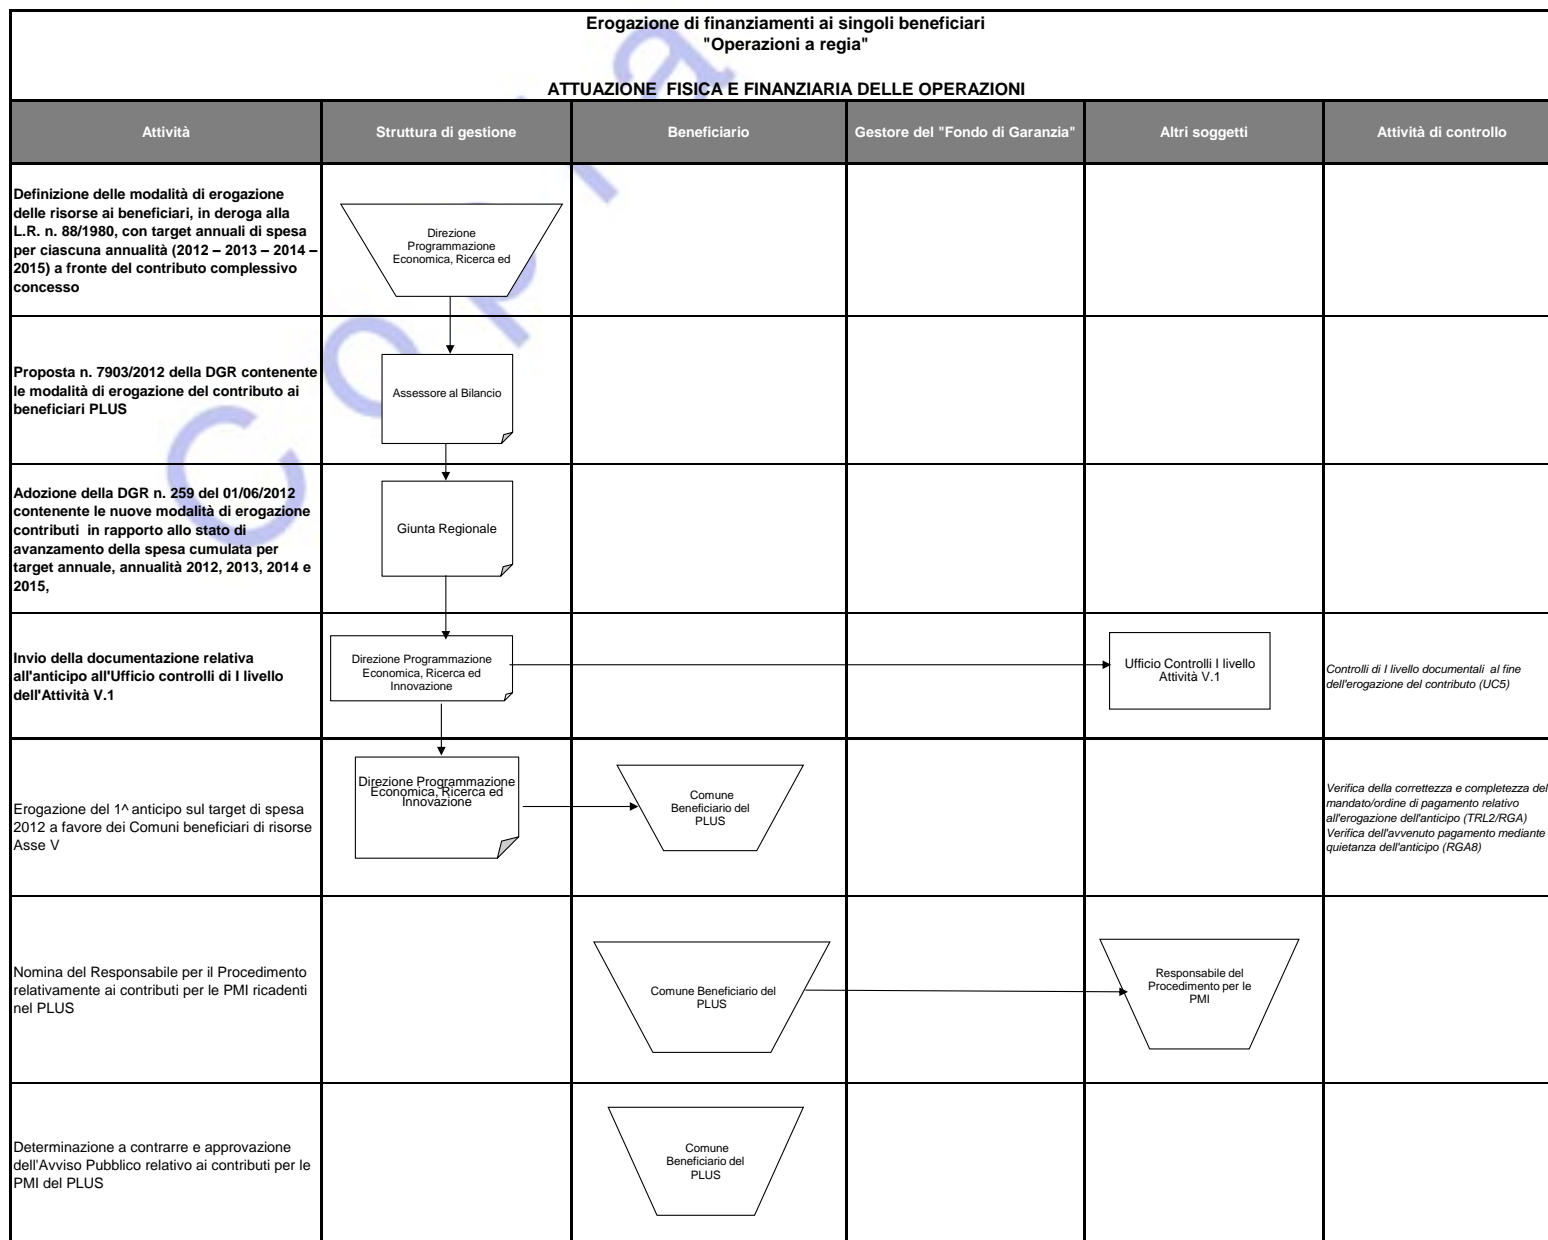 Erogazione di finanziamenti ai singoli beneficiari
"Operazioni a regia"
ATTUAZIONE FISICA E FINANZIARIA DELLE OPERAZIONI
Attività
Struttura di gestione
Beneficiario
Gestore del "Fondo di Garanzia"
Altri soggetti
Attività di controllo
Definizione delle modalità di erogazione
delle risorse ai beneficiari, in deroga alla
L.R. n. 88/1980, con target annuali di spesa
per ciascuna annualità (2012 – 2013 – 2014 –
2015) a fronte del contributo complessivo
concesso
Direzione
Programmazione
Economica, Ricerca ed
Proposta n. 7903/2012 della DGR contenente
le modalità di erogazione del contributo ai
beneficiari PLUS
Assessore al Bilancio
Adozione della DGR n. 259 del 01/06/2012
contenente le nuove modalità di erogazione
contributi in rapporto allo stato di
avanzamento della spesa cumulata per
target annuale, annualità 2012, 2013, 2014 e
2015,
Giunta Regionale
Invio della documentazione relativa
all'anticipo all'Ufficio controlli di I livello
dell'Attività V.1
Direzione Programmazione
Economica, Ricerca ed
Innovazione
Ufficio Controlli I livello
Attività V.1
Controlli di I livello documentali al fine
dell'erogazione del contributo (UC5)
Erogazione del 1^ anticipo sul target di spesa
2012 a favore dei Comuni beneficiari di risorse
Asse V
Direzione Programmazione
Economica, Ricerca ed
Innovazione
Comune
Beneficiario del
PLUS
Verifica della correttezza e completezza del
mandato/ordine di pagamento relativo
all'erogazione dell'anticipo (TRL2/RGA)
Verifica dell'avvenuto pagamento mediante
quietanza dell'anticipo (RGA8)
Nomina del Responsabile per il Procedimento
relativamente ai contributi per le PMI ricadenti
nel PLUS
Comune Beneficiario del
PLUS
Responsabile del
Procedimento per le
PMI
Determinazione a contrarre e approvazione
dell'Avviso Pubblico relativo ai contributi per le
PMI del PLUS
Comune
Beneficiario del
PLUS
Copia